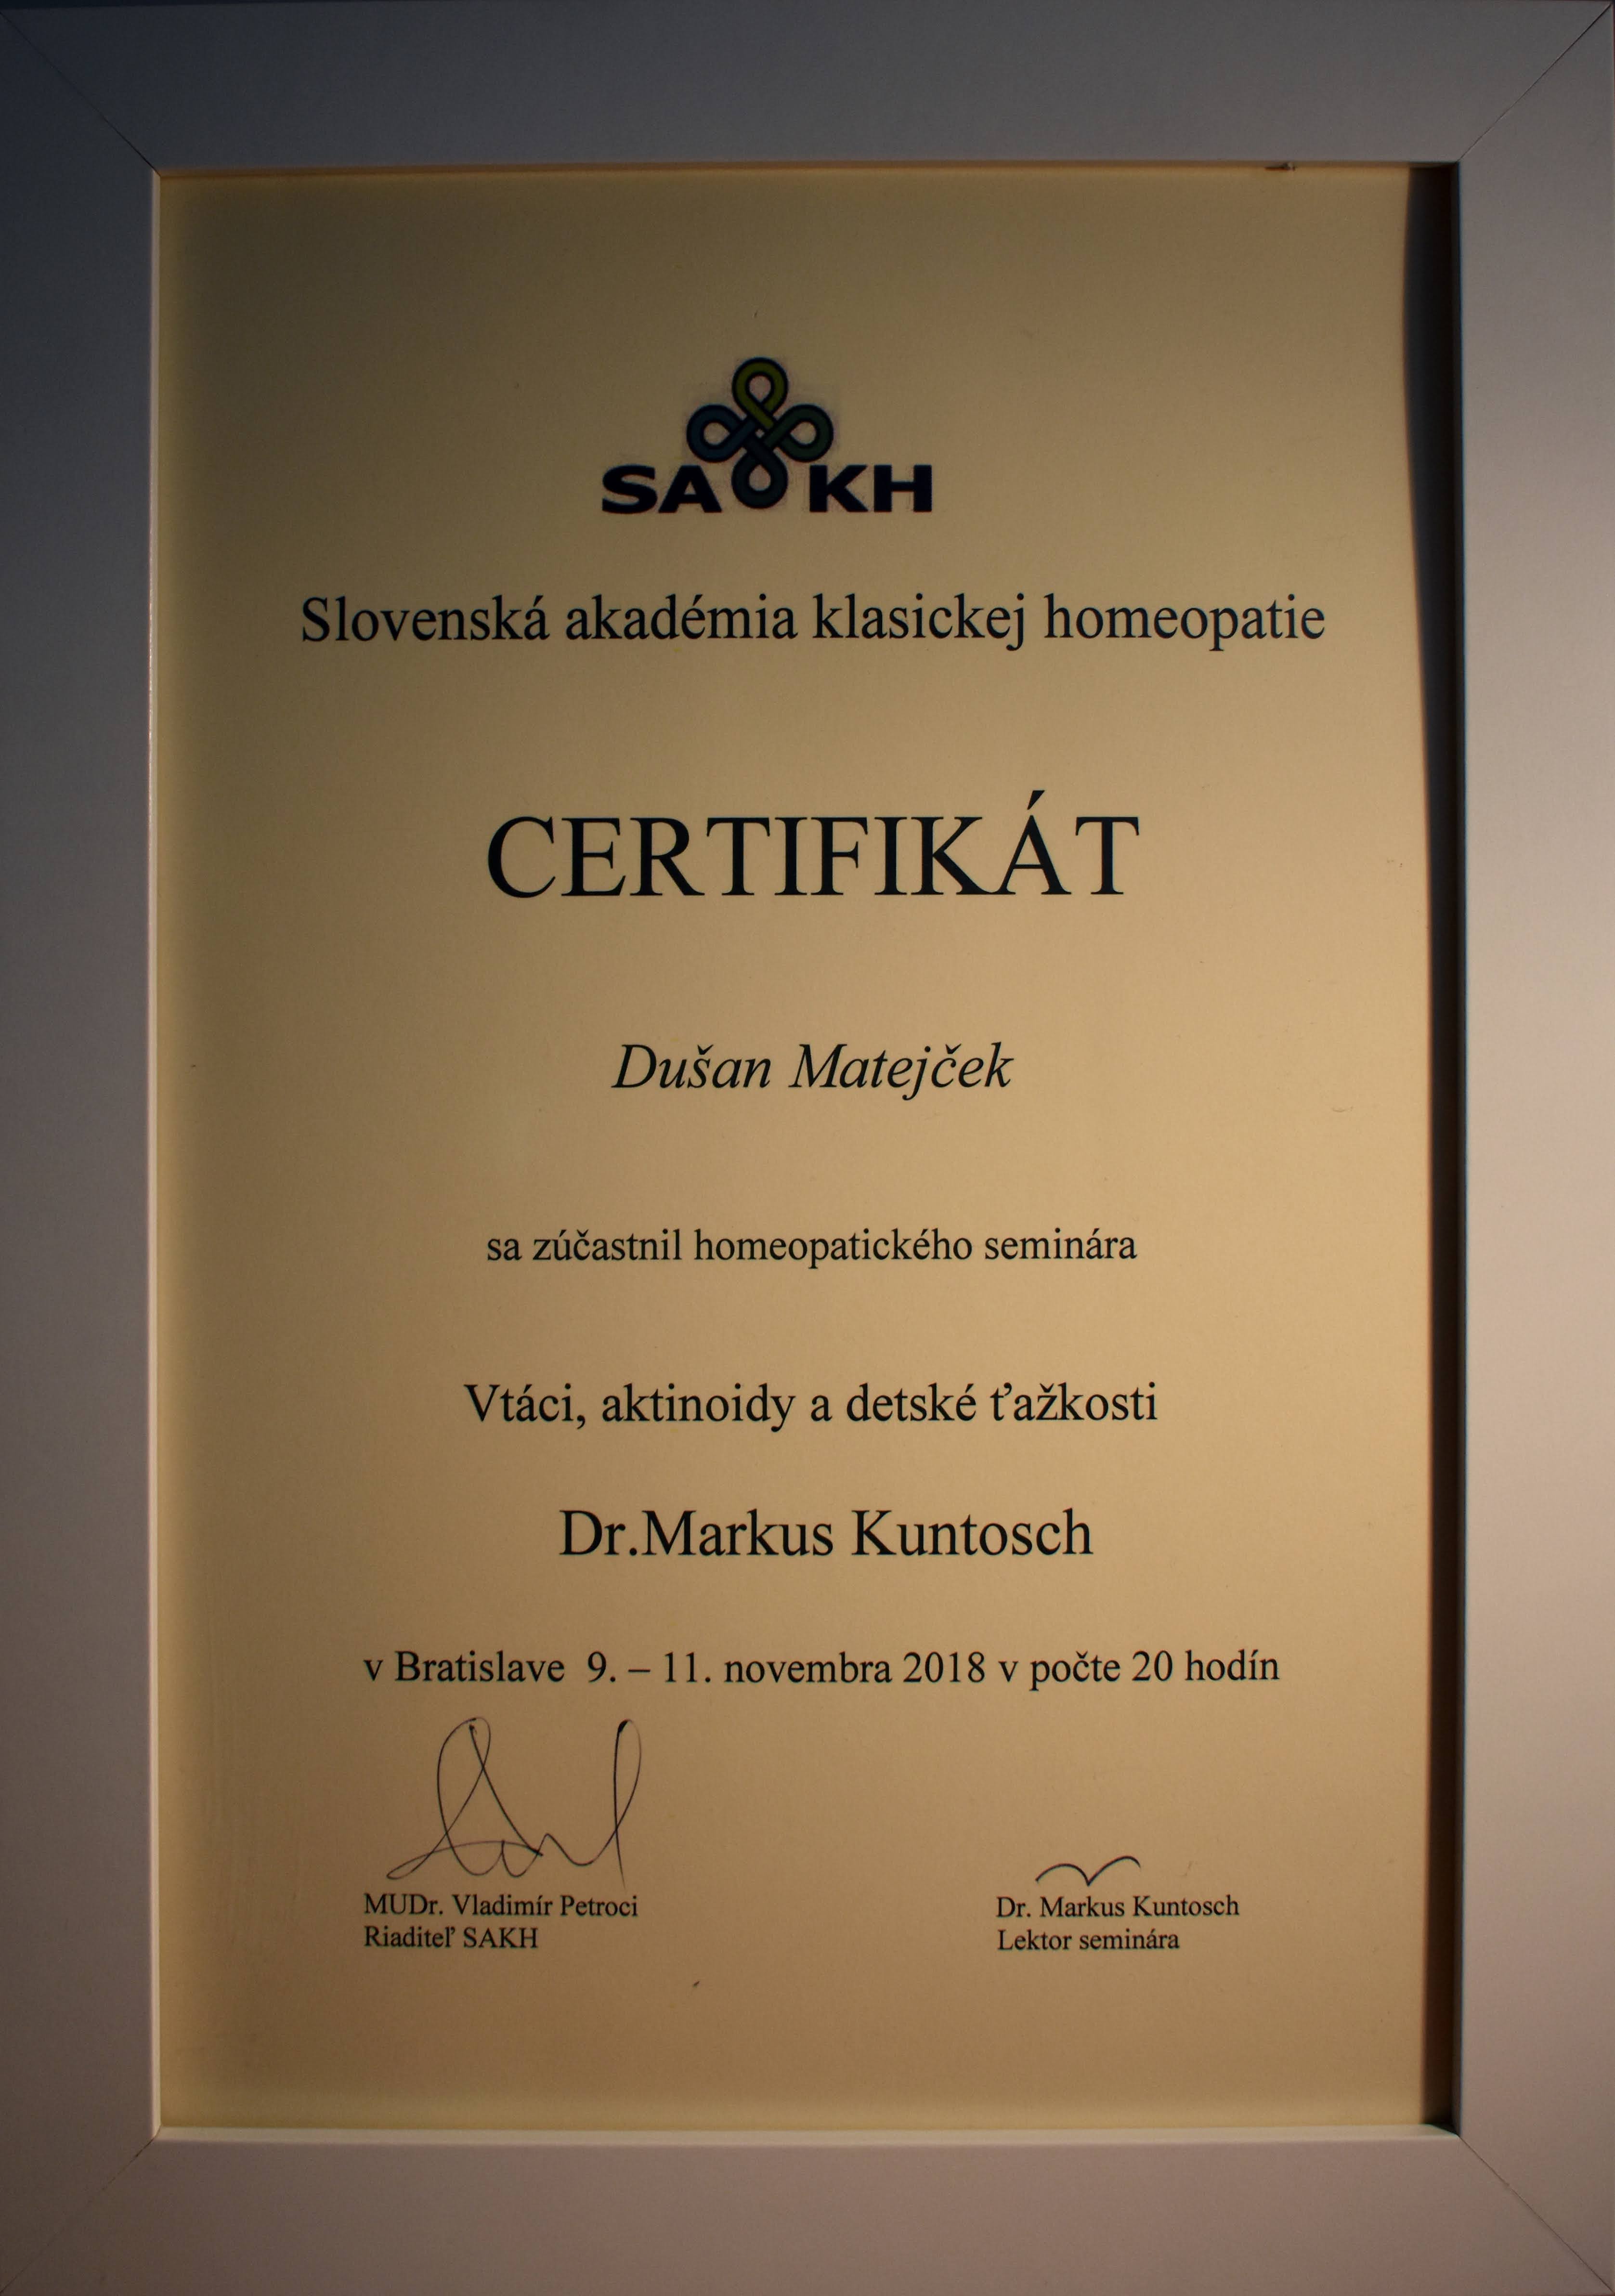 SAKH
Slovenská akadémia klasickej homeopatie
CERTIFIKÁT
Dušan Matejček
sa zúčastnil homeopatického seminára
Vtáci, aktinoidy a detské ťažkosti
Dr.Markus Kuntosch
v Bratislave 9. – 11. novembra 2018 v počte 20 hodín
MUDr. Vladimír Petroci
Riaditeľ SAKH
Dr. Markus Kuntosch
Lektor seminára